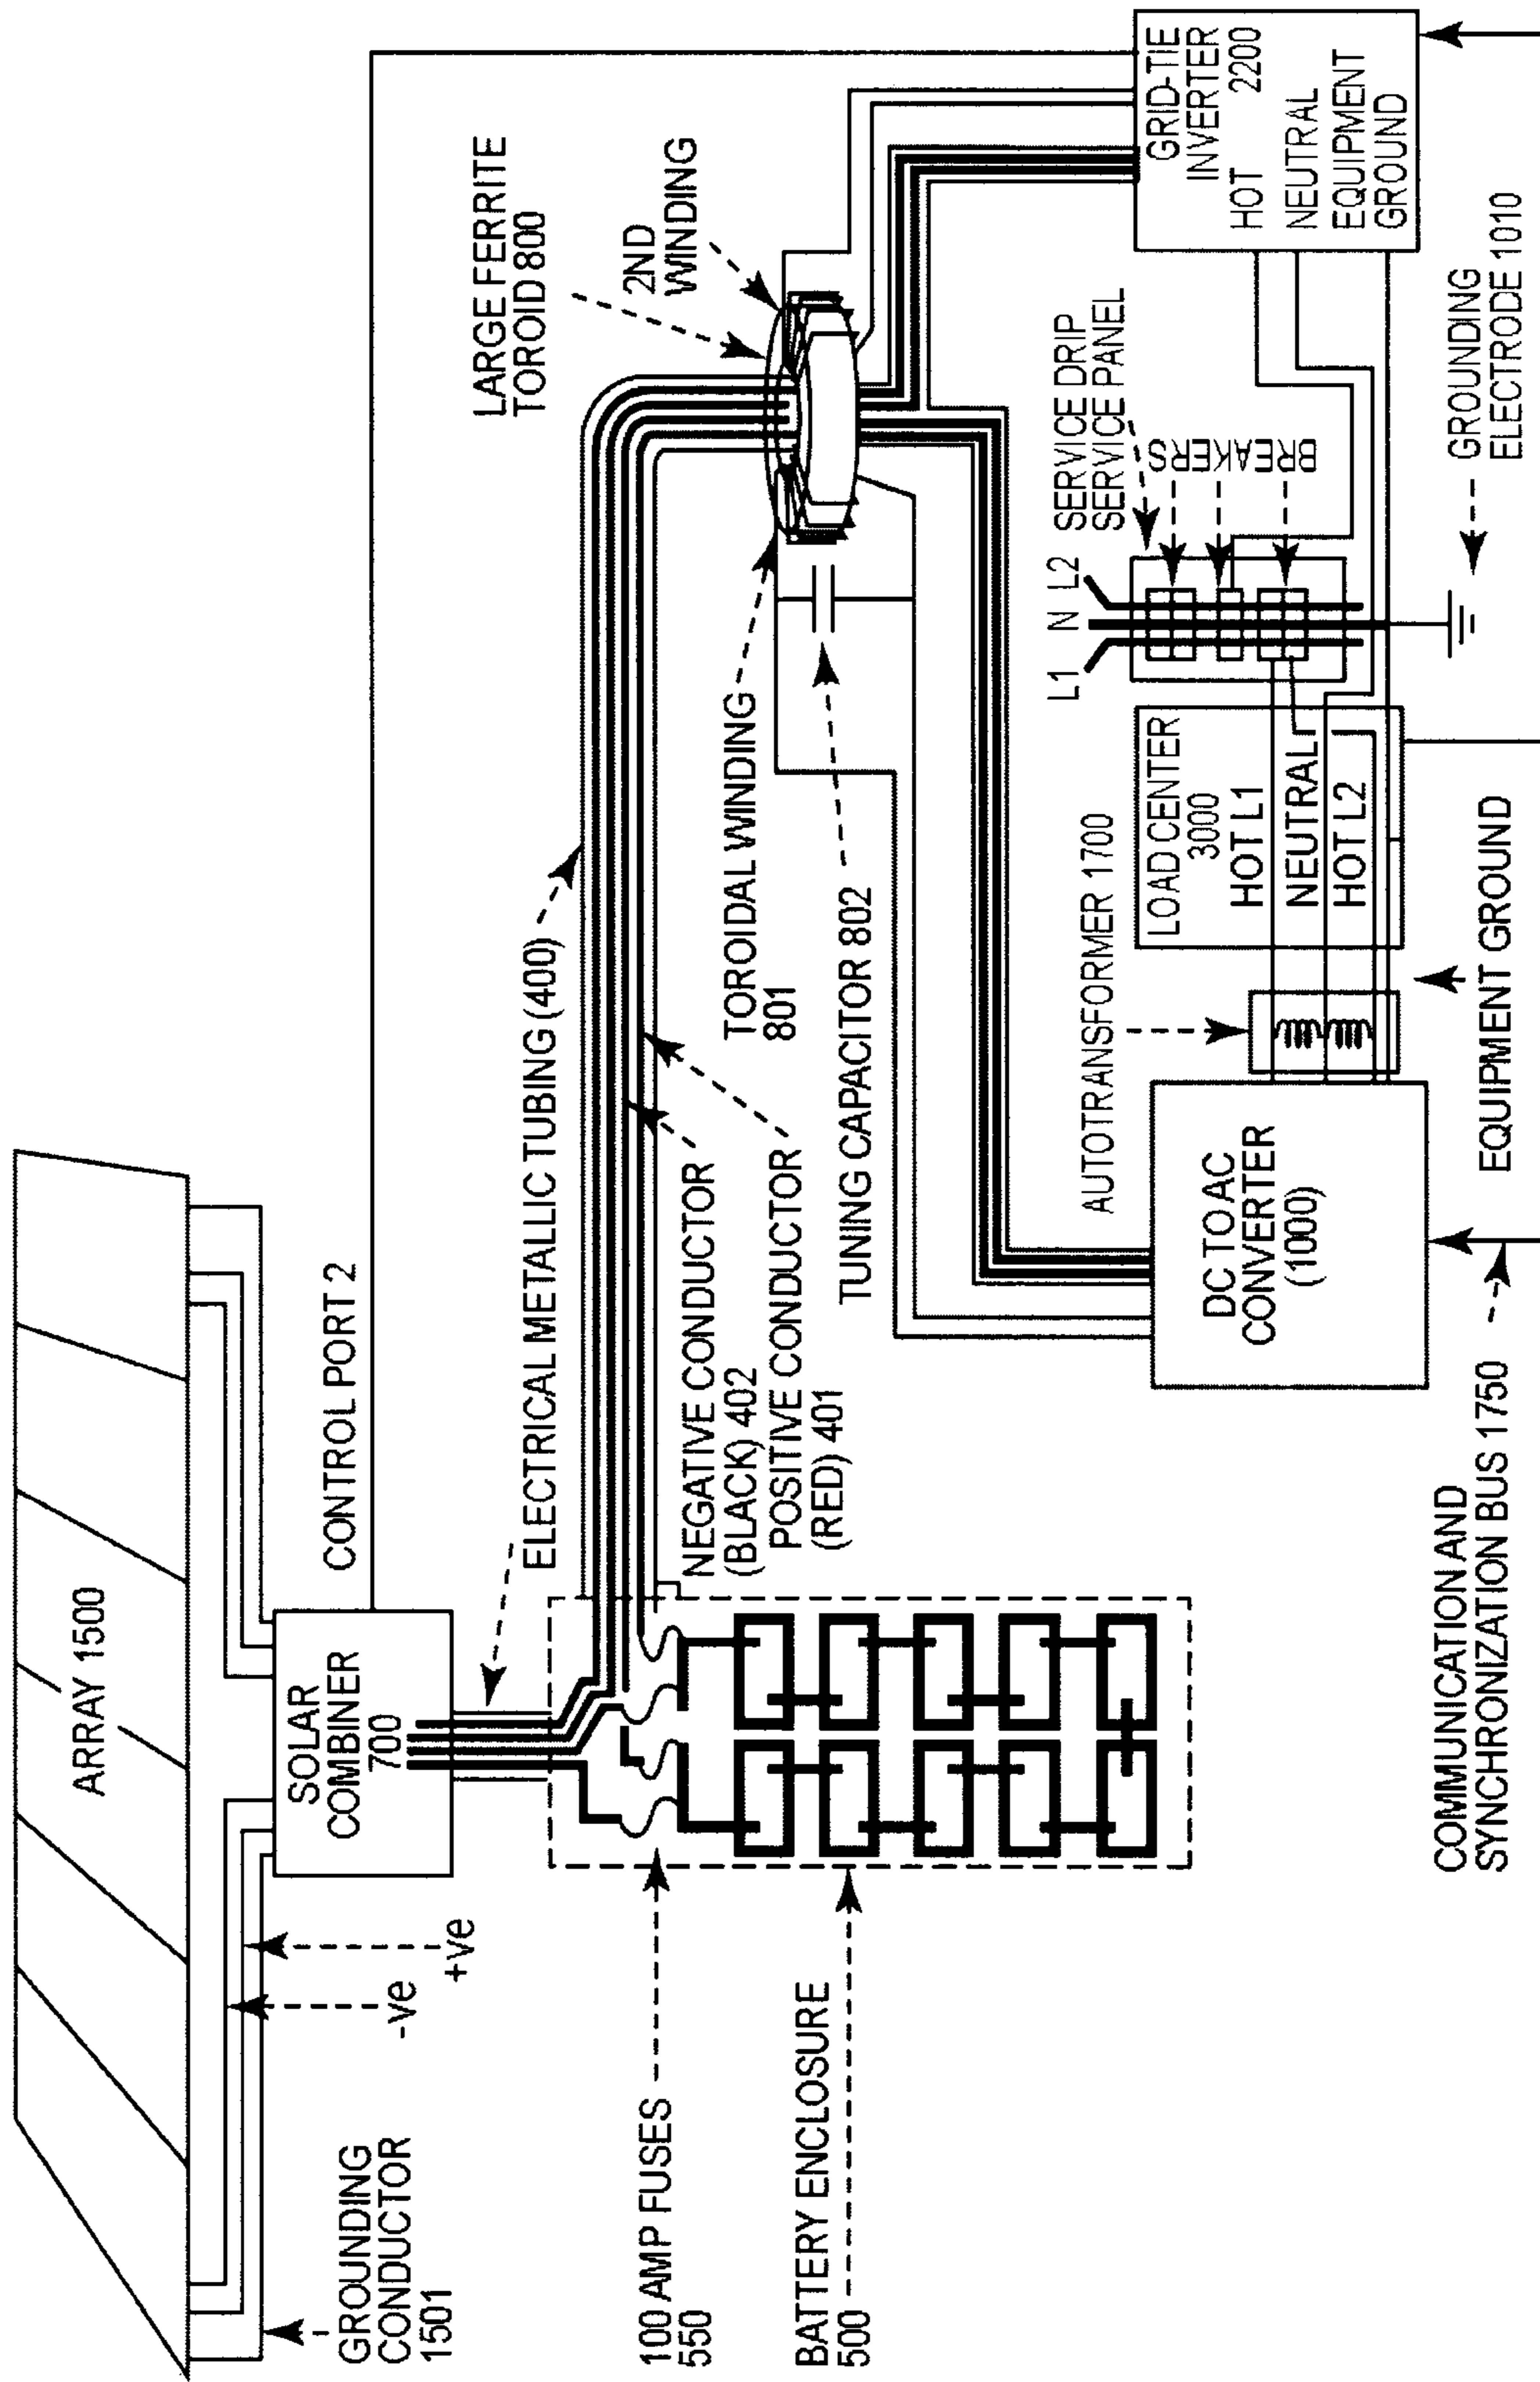 ARRAY 1500
-ve
+ve
GROUNDING
CONDUCTOR
1501
SOLAR
COMBINER
700
CONTROL PORT 2
ELECTRICAL METALLIC TUBING (400)
LARGE FERRITE
TOROID 800
2ND
WINDING
100 AMP FUSES
550
BATTERY ENCLOSURE
500
NEGATIVE CONDUCTOR
(BLACK) 402
POSITIVE CONDUCTOR
(RED) 401
TOROIDAL WINDING
801
TUNING CAPACITOR 802
AUTOTRANSFORMER 1700
DC TO AC
CONVERTER
(1000)
LOAD CENTER
3000
HOT L1
NEUTRAL
HOT L2
L1
N
L2
SERVICE DRIP
SERVICE PANEL
BREAKERS
GRID-TIE
INVERTER
HOT 2200
NEUTRAL
EQUIPMENT
GROUND
GROUNDING
ELECTRODE 1010
EQUIPMENT GROUND
COMMUNICATION AND
SYNCHRONIZATION BUS 1750